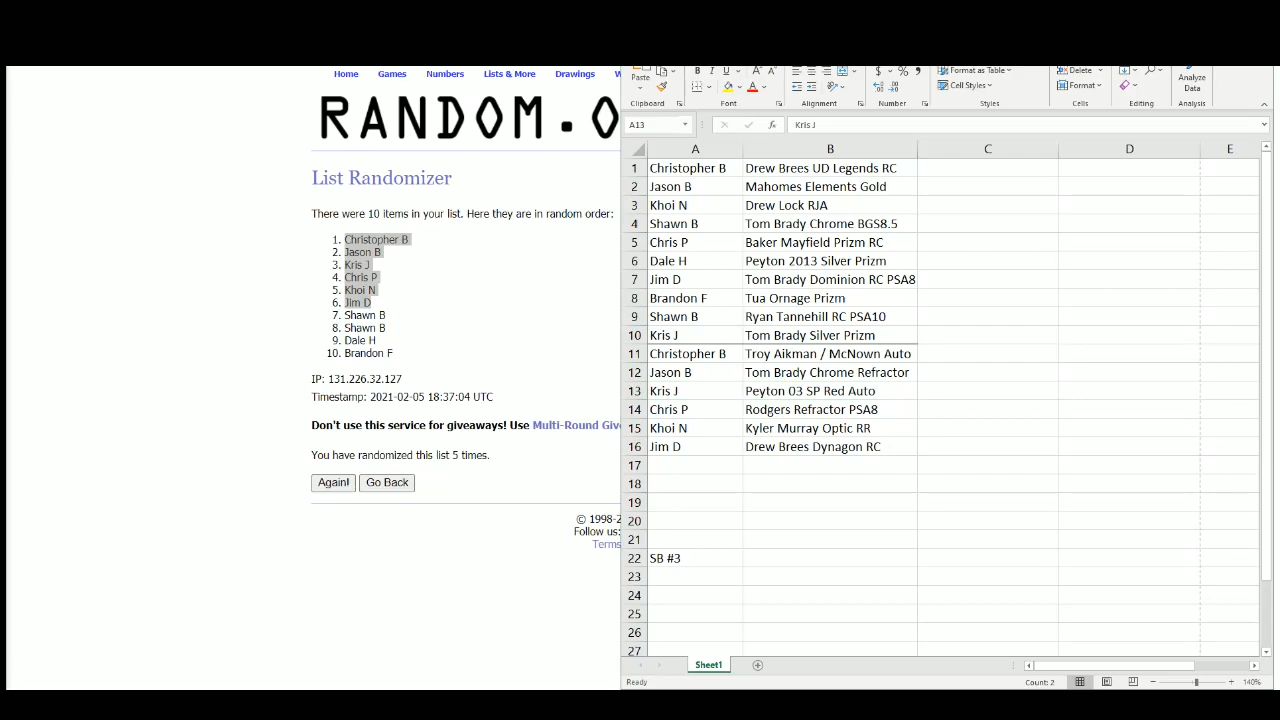 Home Games Numbers Lists & More Drawings W
RANDOM.O
List Randomizer
There were 10 items in your list. Here they are in random order:
1. Christopher B
2. Jason B
3. Kris J
4. Chris P
5. Khoi N
6. Jim D
7. Shawn B
8. Shawn B
9. Dale H
10. Brandon F
IP: 131.226.32.127
Timestamp: 2021-02-05 18:37:04 UTC
Don't use this service for giveaways! Use Multi-Round Giv
You have randomized this list 5 times.
Again! Go Back
© 1998-2
Follow us:
Terms
Paste B I U A A $ % , Format as Table Cell Styles Delete Format Analyze Data
Clipboard Font Alignment Number Styles Cells Editing Analysis
A13 fx Kris J
A B C D E
1 Christopher B Drew Brees UD Legends RC
2 Jason B Mahomes Elements Gold
3 Khoi N Drew Lock RJA
4 Shawn B Tom Brady Chrome BGS8.5
5 Chris P Baker Mayfield Prizm RC
6 Dale H Peyton 2013 Silver Prizm
7 Jim D Tom Brady Dominion RC PSA8
8 Brandon F Tua Ornage Prizm
9 Shawn B Ryan Tannehill RC PSA10
10 Kris J Tom Brady Silver Prizm
11 Christopher B Troy Aikman / McNown Auto
12 Jason B Tom Brady Chrome Refractor
13 Kris J Peyton 03 SP Red Auto
14 Chris P Rodgers Refractor PSA8
15 Khoi N Kyler Murray Optic RR
16 Jim D Drew Brees Dynagon RC
17
18
19
20
21
22 SB #3
23
24
25
26
27
Sheet1
Ready Count: 2 140%